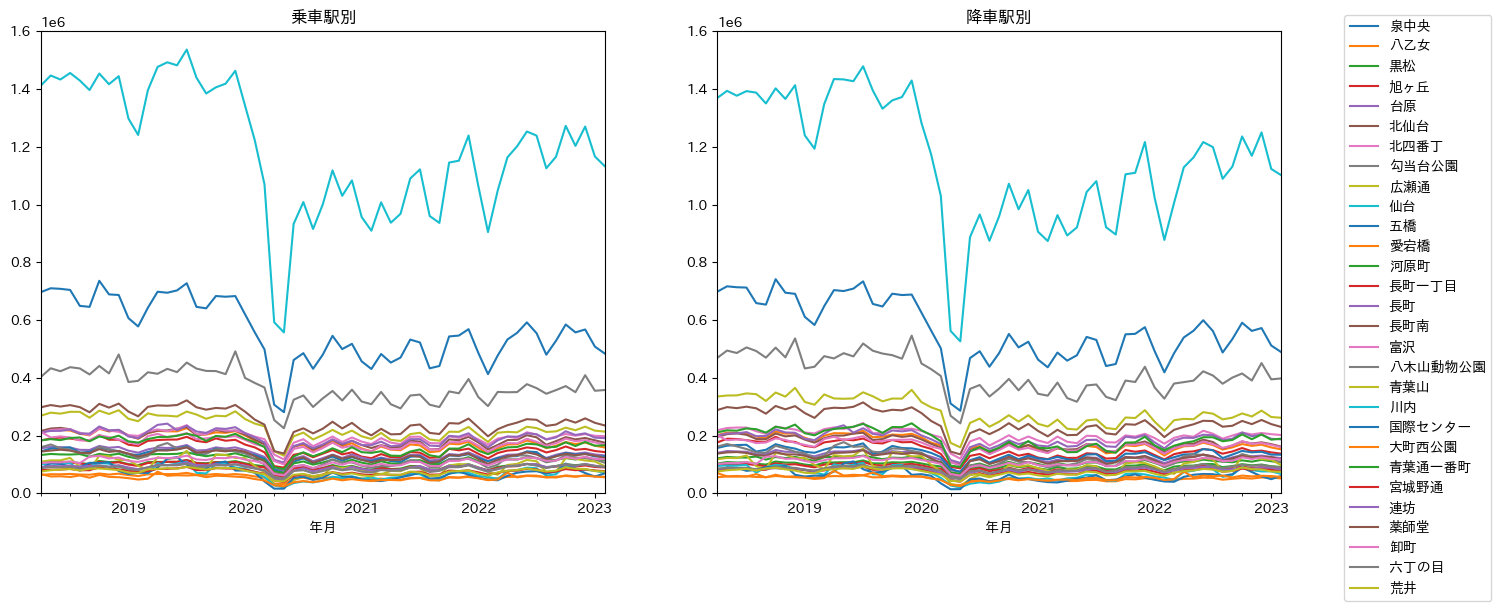 乗車駅別
1e6
1.6
1.4
1.2
1.0
0.8
0.6
0.4
0.2
0.0
2019
2020
2021
2022
2023
年月
降車駅別
1e6
1.6
1.4
1.2
1.0
0.8
0.6
0.4
0.2
0.0
2019
2020
2021
2022
2023
年月
泉中央
八乙女
黒松
旭ヶ丘
台原
北仙台
北四番丁
勾当台公園
広瀬通
仙台
五橋
愛宕橋
河原町
長町一丁目
長町
長町南
富沢
八木山動物公園
青葉山
川内
国際センター
大町西公園
青葉通一番町
宮城野通
連坊
薬師堂
卸町
六丁の目
荒井